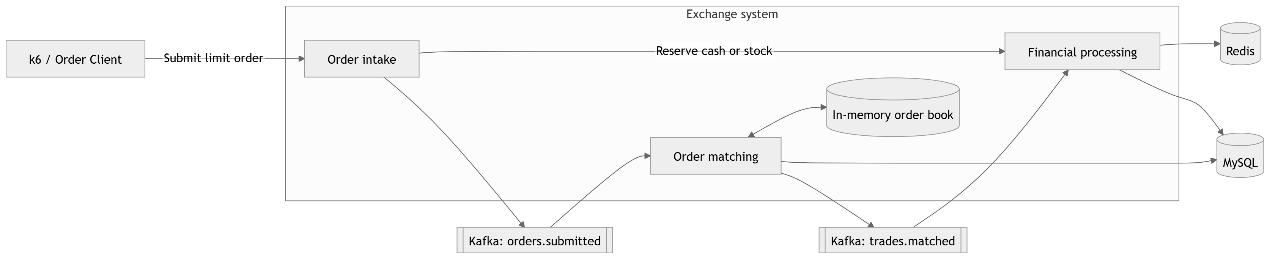 Exchange system
k6 / Order Client
Submit limit order
Order intake
Reserve cash or stock
Financial processing
Redis
In-memory order book
Order matching
MySQL
Kafka: orders.submitted
Kafka: trades.matched